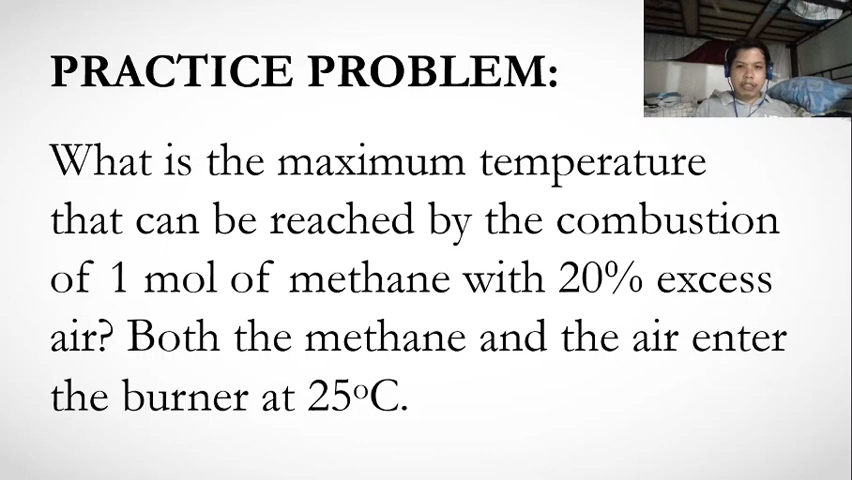 PRACTICE PROBLEM:
What is the maximum temperature
that can be reached by the combustion
of 1 mol of methane with 20% excess
air? Both the methane and the air enter
the burner at 25ºC.